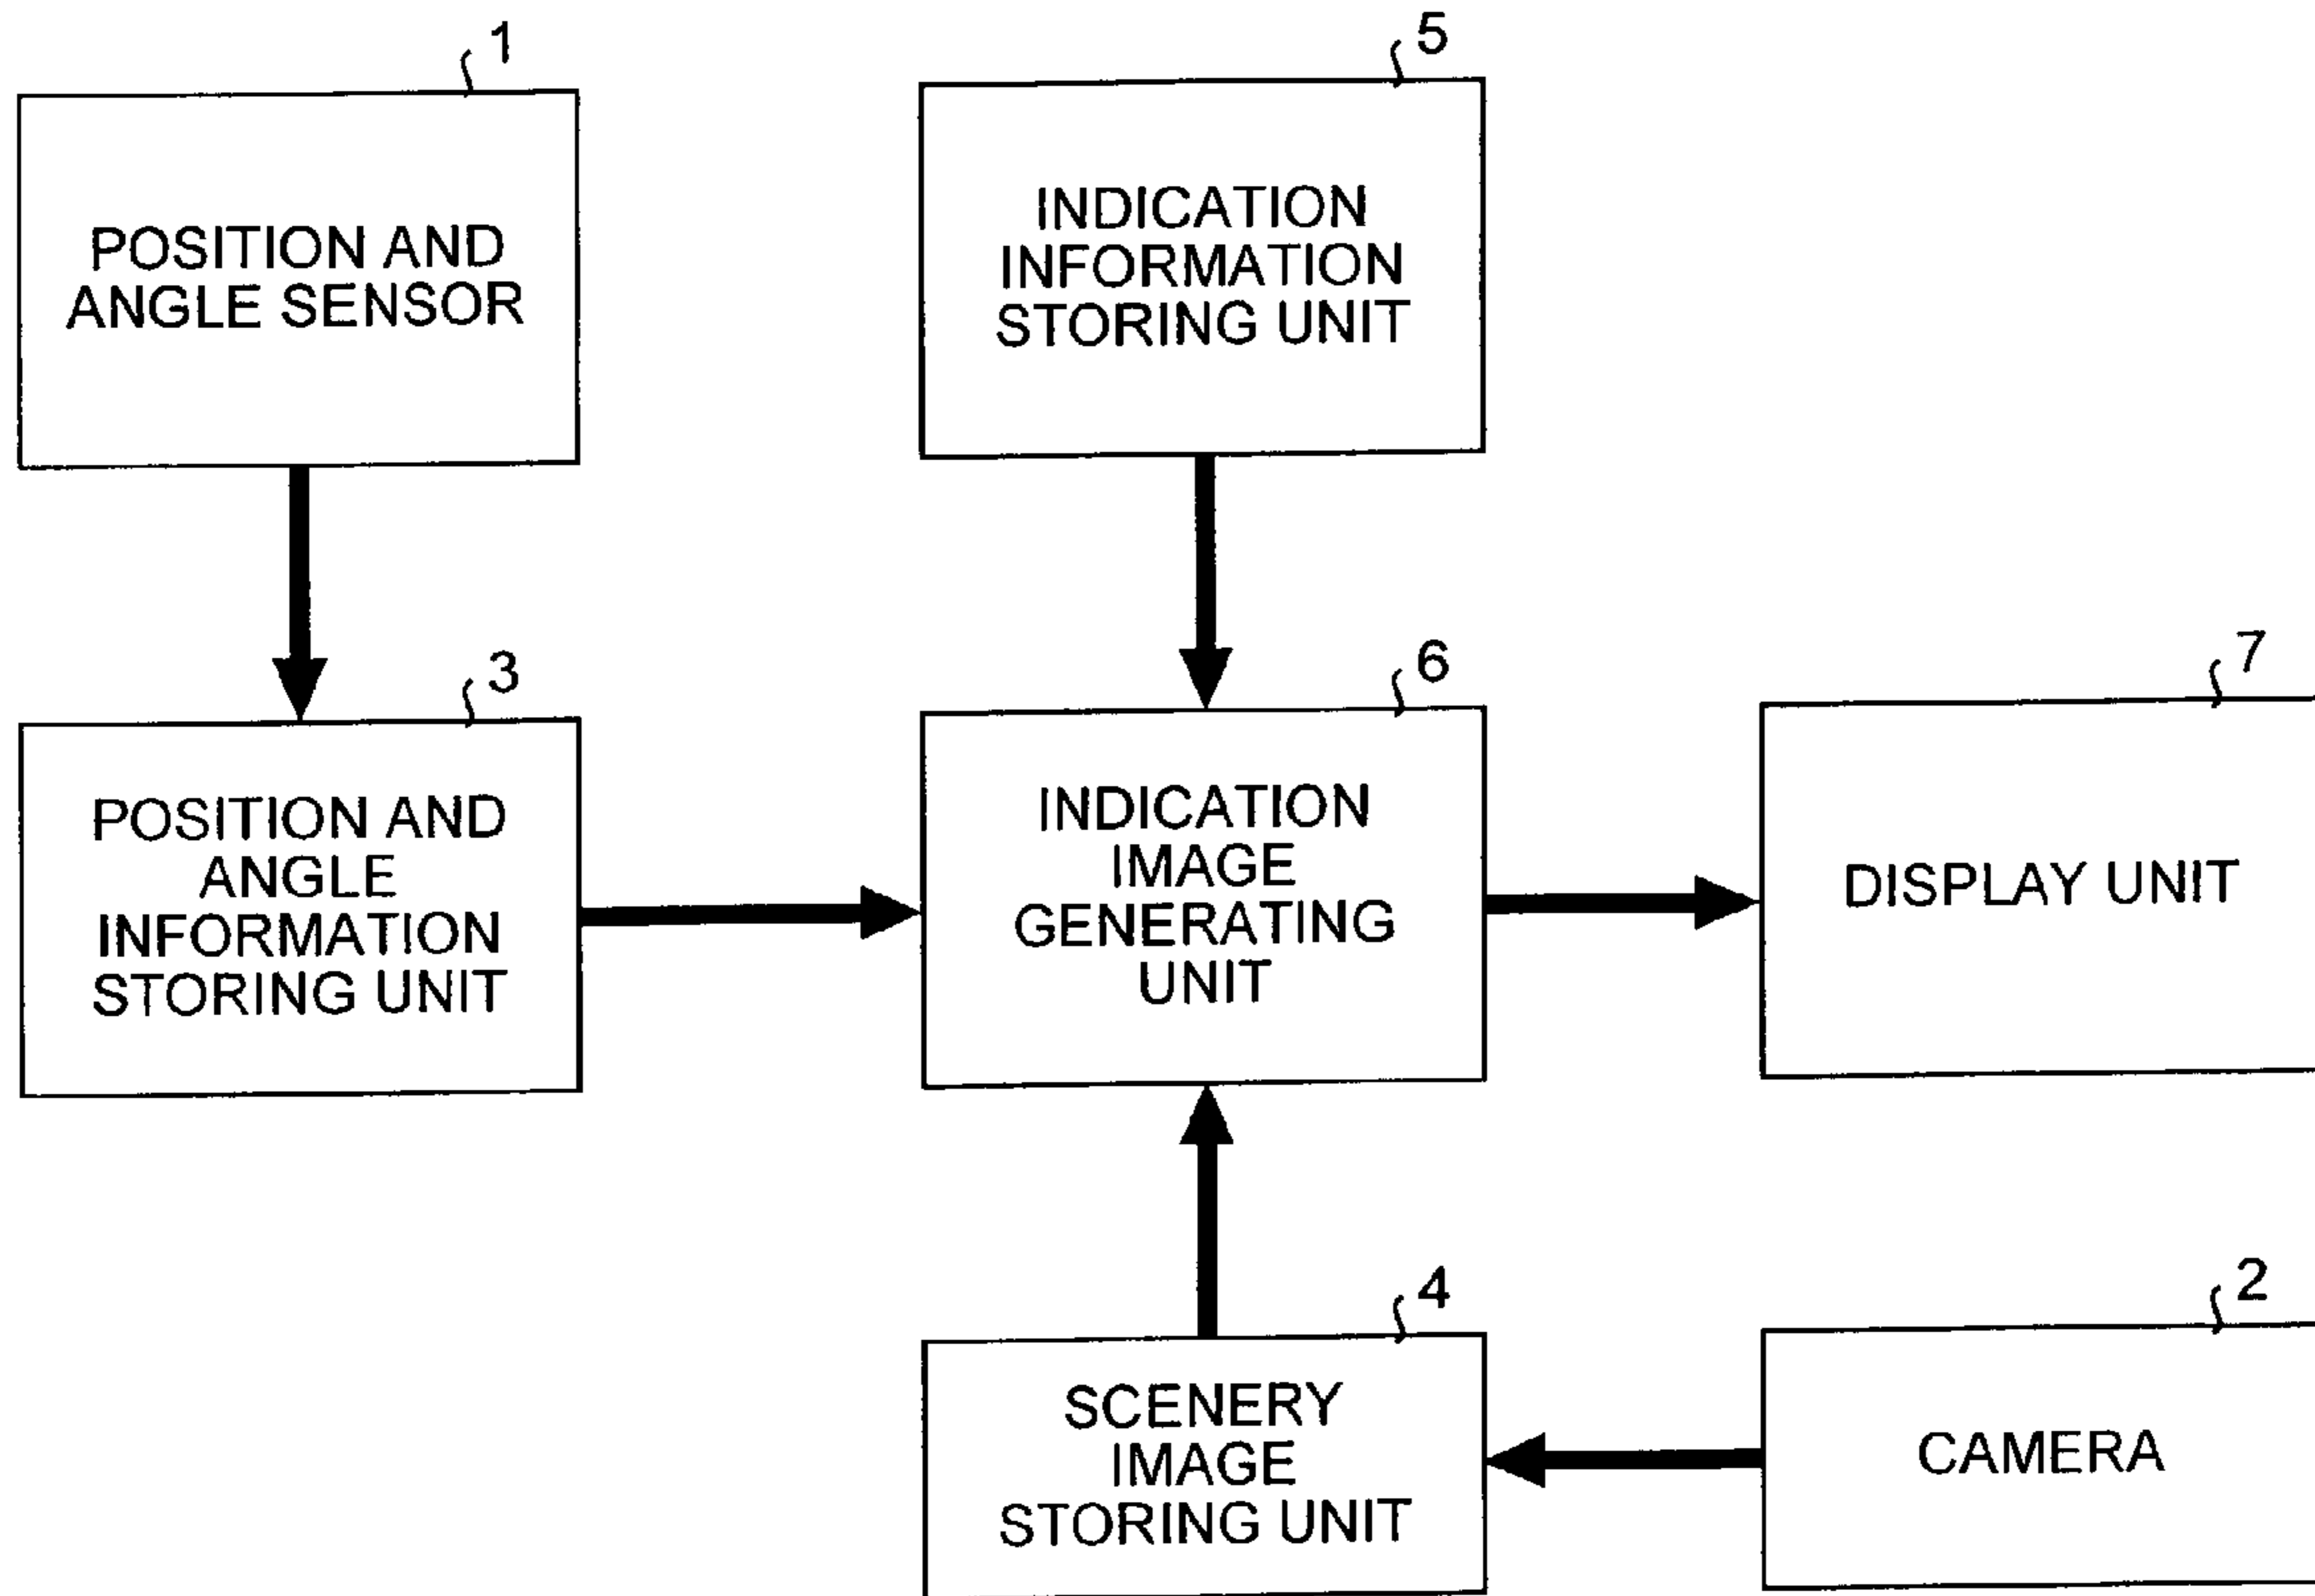 1
POSITION AND
ANGLE SENSOR
5
INDICATION
INFORMATION
STORING UNIT
3
POSITION AND
ANGLE
INFORMATION
STORING UNIT
6
INDICATION
IMAGE
GENERATING
UNIT
7
DISPLAY UNIT
4
SCENERY
IMAGE
STORING UNIT
2
CAMERA